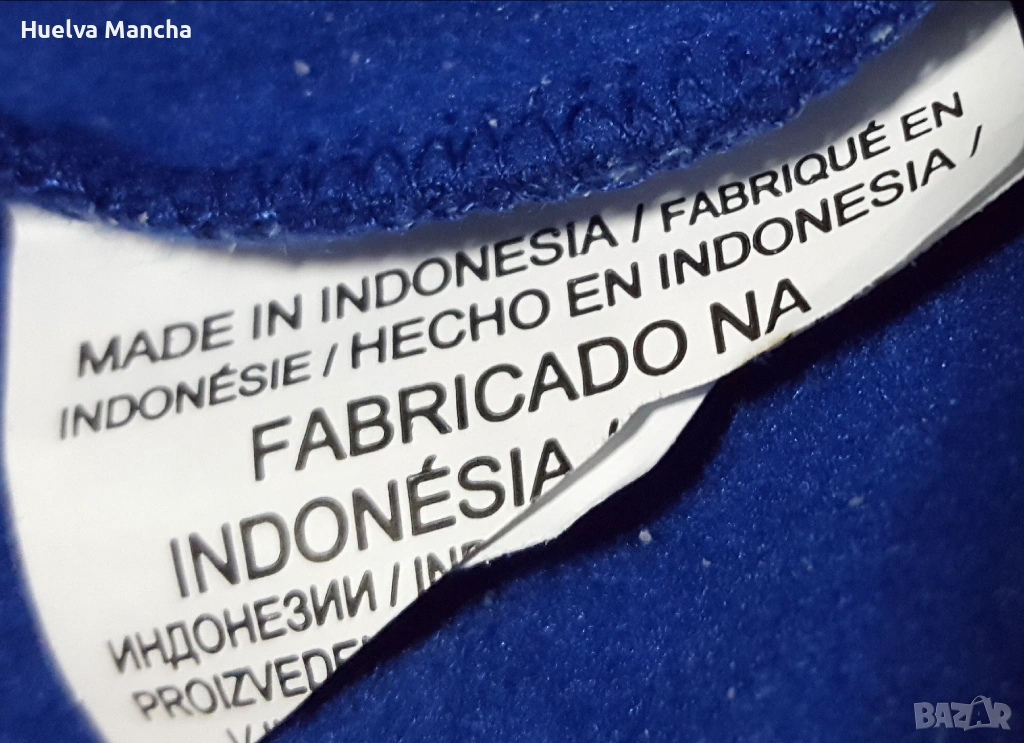 Huelva Mancha
MADE IN INDONESIA / FABRIQUÉ EN
INDONÉSIE / HECHO EN INDONESIA /
FABRICADO NA
INDONÉSIA /
ИНДОНЕЗИИ /
BAZAR